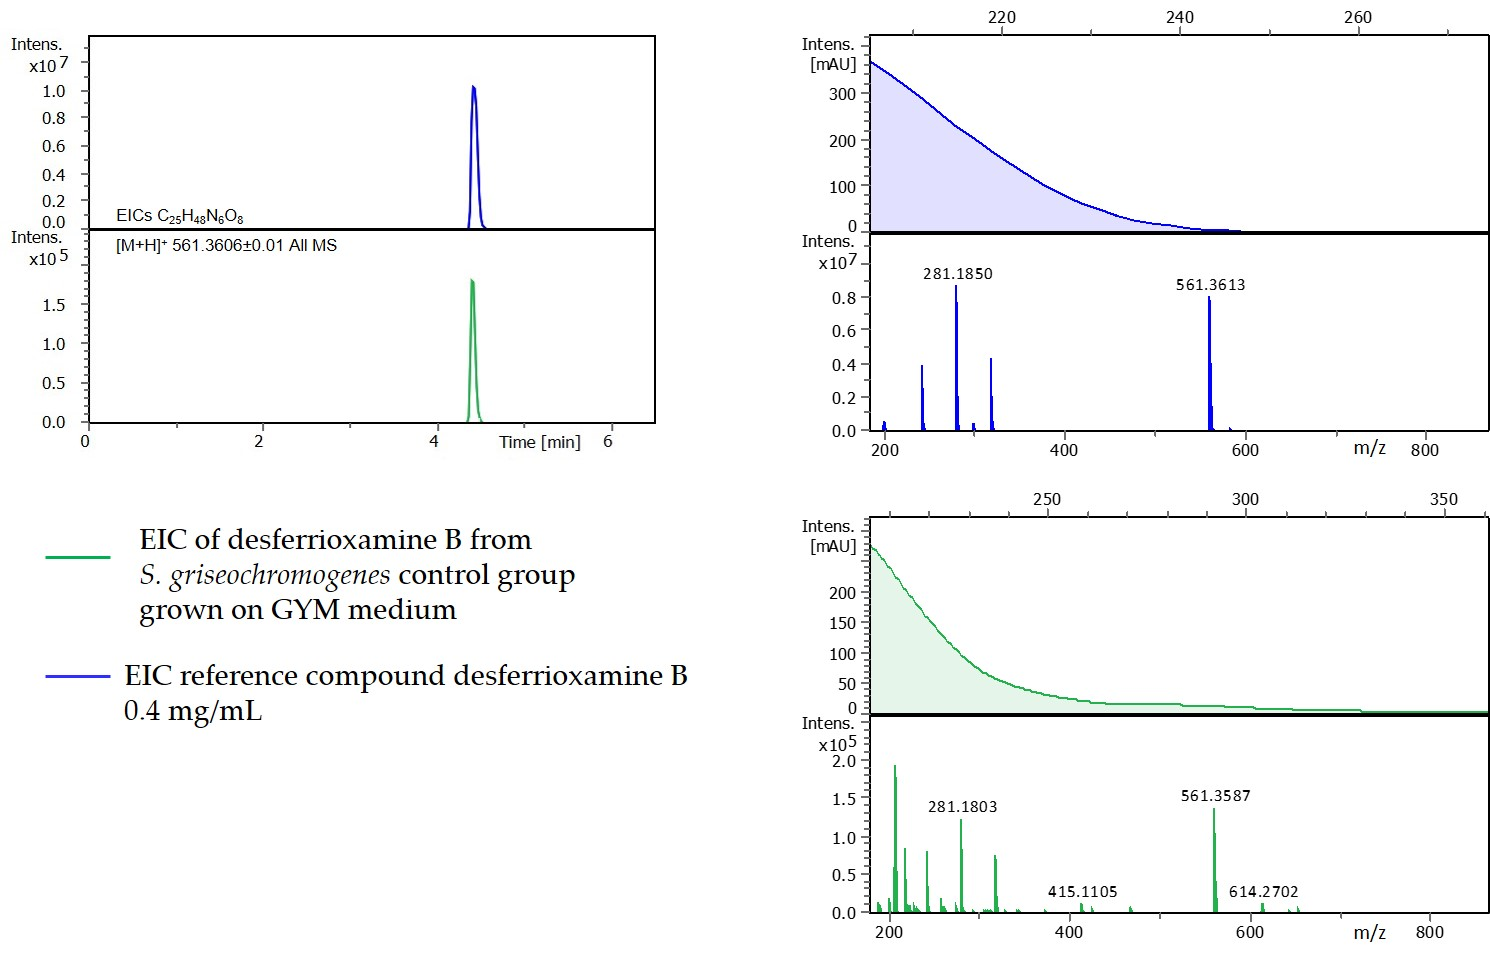 Intens.
x10 7
1.0
0.8
0.6
0.4
0.2
0.0
EICs C₂₅H₄₈N₆O₈
Intens.
x10 5
[M+H]⁺ 561.3606±0.01 All MS
1.5
1.0
0.5
0.0
0 2 4 Time [min] 6
220 240 260
Intens.
[mAU]
300
200
100
0
Intens.
x10⁷
281.1850
561.3613
0.8
0.6
0.4
0.2
0.0
200 400 600 m/z 800
EIC of desferrioxamine B from
S. griseochromogenes control group
grown on GYM medium
EIC reference compound desferrioxamine B
0.4 mg/mL
250 300 350
Intens.
[mAU]
200
150
100
50
0
Intens.
x10⁵
2.0
1.5
1.0
0.5
0.0
281.1803
561.3587
415.1105
614.2702
200 400 600 m/z 800